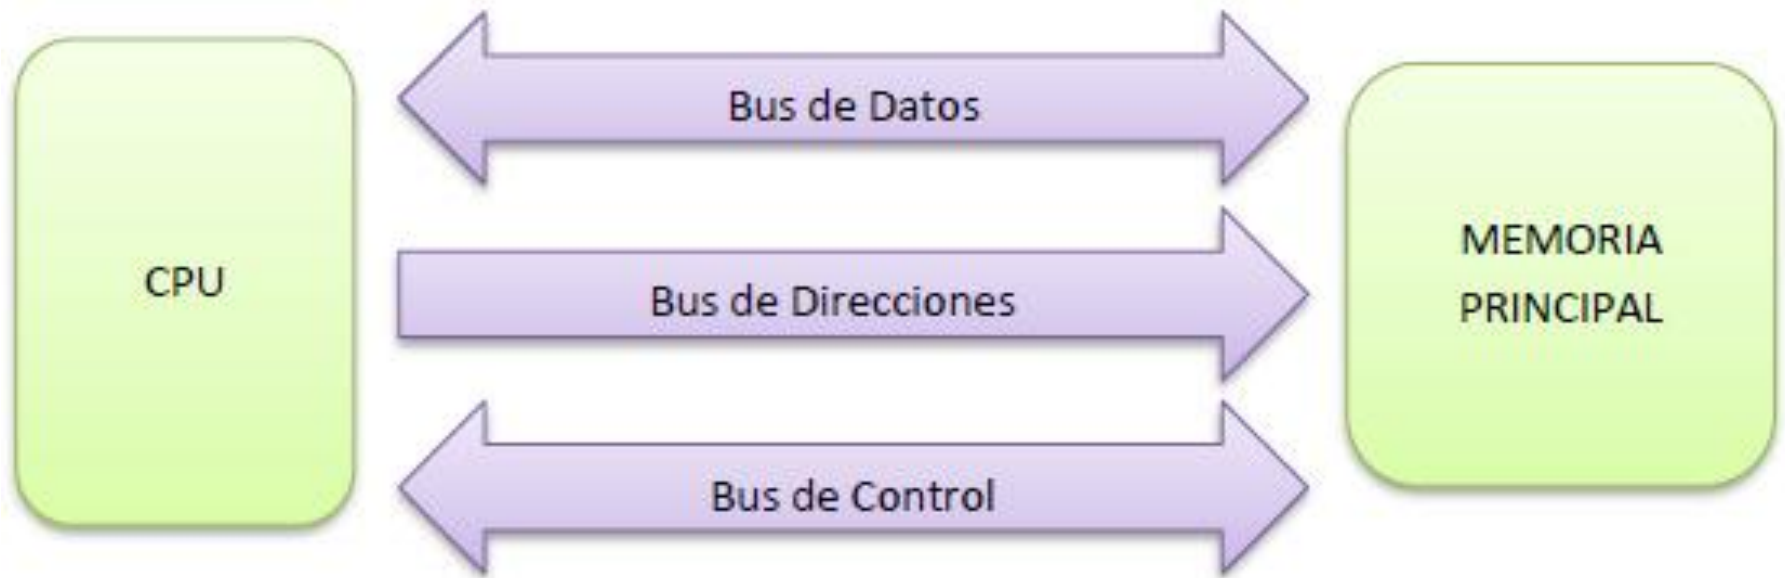 Bus de Datos
CPU
Bus de Direcciones
MEMORIA
PRINCIPAL
Bus de Control